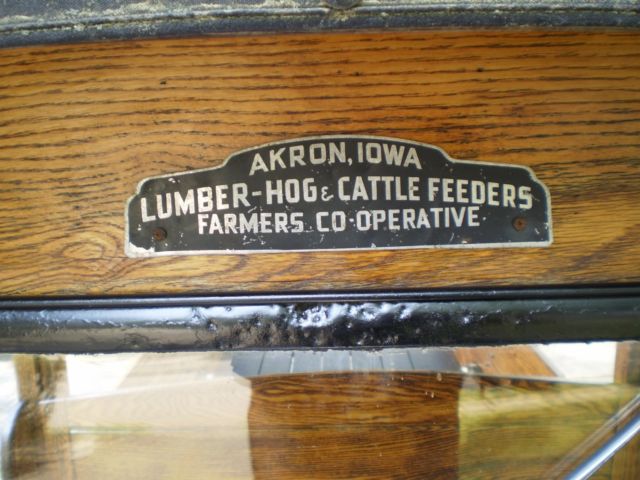 AKRON, IOWA
LUMBER-HOG & CATTLE FEEDERS
FARMERS CO-OPERATIVE